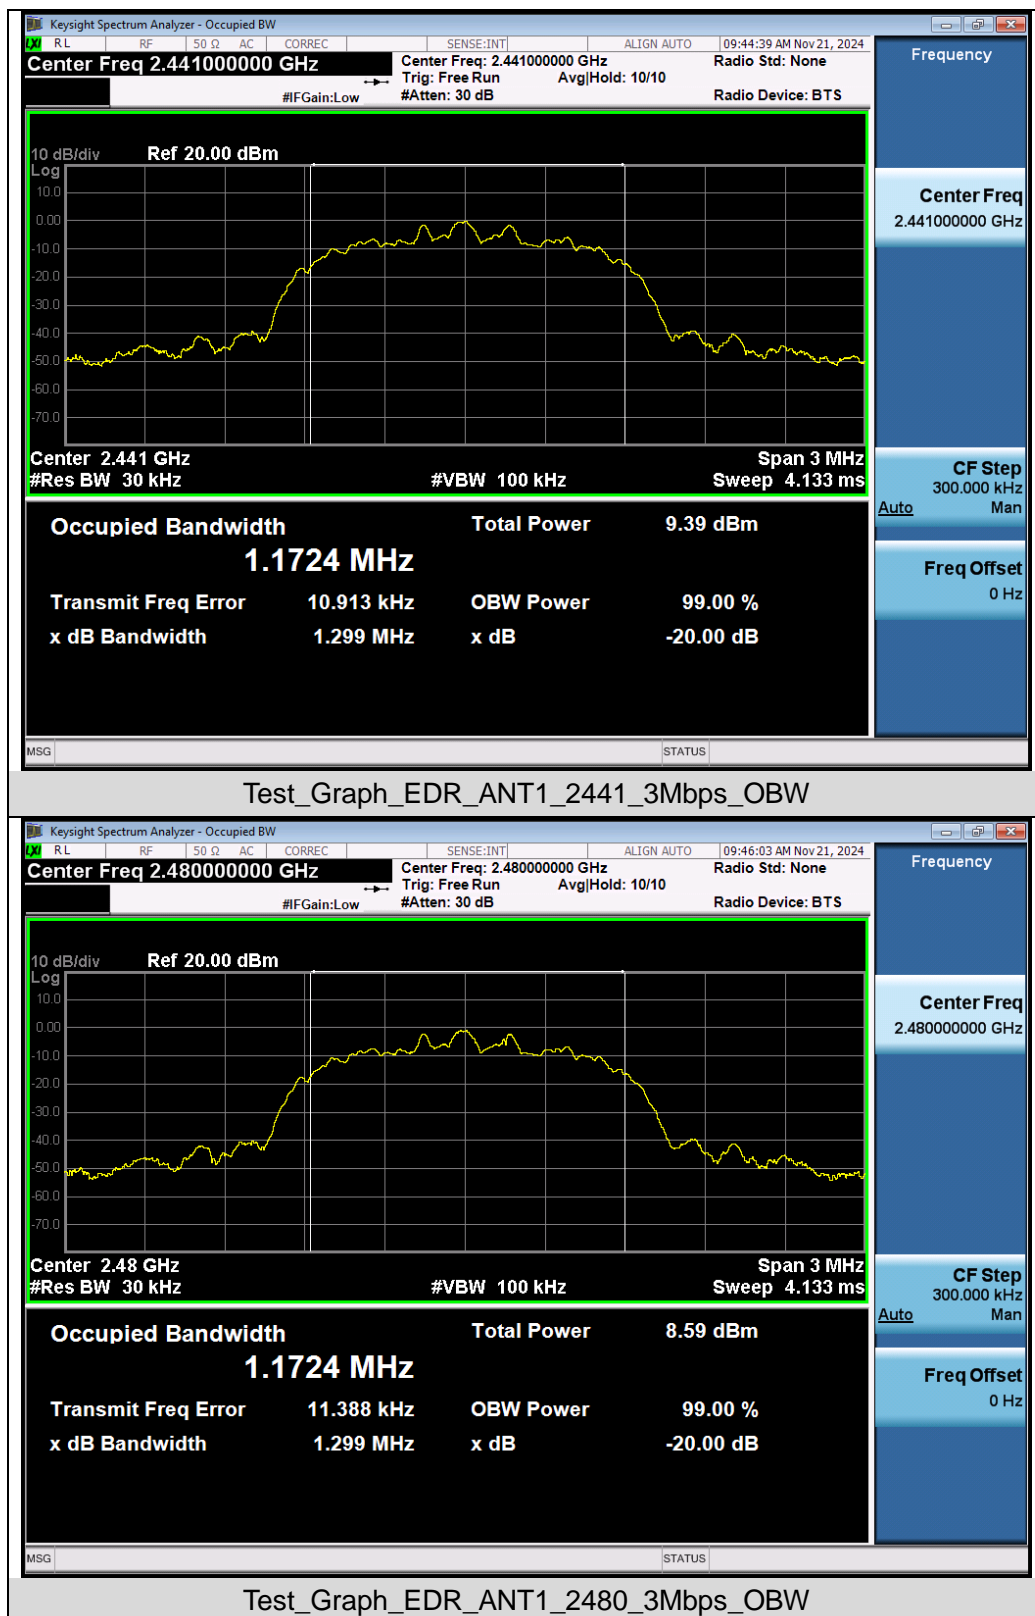 Keysight Spectrum Analyzer - Occupied BW
LXI RL RF 50 Ω AC CORREC SENSE:INT ALIGN AUTO 09:44:39 AM Nov 21, 2024
Center Freq 2.441000000 GHz Center Freq: 2.441000000 GHz Radio Std: None
Trig: Free Run Avg|Hold: 10/10
#IFGain:Low #Atten: 30 dB Radio Device: BTS
Frequency
10 dB/div Ref 20.00 dBm
Log
10.0
0.00
-10.0
-20.0
-30.0
-40.0
-50.0
-60.0
-70.0
Center 2.441 GHz Span 3 MHz
#Res BW 30 kHz #VBW 100 kHz Sweep 4.133 ms
Center Freq
2.441000000 GHz
CF Step
300.000 kHz
Auto Man
Freq Offset
0 Hz
Occupied Bandwidth Total Power 9.39 dBm
1.1724 MHz
Transmit Freq Error 10.913 kHz OBW Power 99.00 %
x dB Bandwidth 1.299 MHz x dB -20.00 dB
MSG STATUS
Test_Graph_EDR_ANT1_2441_3Mbps_OBW
Keysight Spectrum Analyzer - Occupied BW
LXI RL RF 50 Ω AC CORREC SENSE:INT ALIGN AUTO 09:46:03 AM Nov 21, 2024
Center Freq 2.480000000 GHz Center Freq: 2.480000000 GHz Radio Std: None
Trig: Free Run Avg|Hold: 10/10
#IFGain:Low #Atten: 30 dB Radio Device: BTS
Frequency
10 dB/div Ref 20.00 dBm
Log
10.0
0.00
-10.0
-20.0
-30.0
-40.0
-50.0
-60.0
-70.0
Center 2.48 GHz Span 3 MHz
#Res BW 30 kHz #VBW 100 kHz Sweep 4.133 ms
Center Freq
2.480000000 GHz
CF Step
300.000 kHz
Auto Man
Freq Offset
0 Hz
Occupied Bandwidth Total Power 8.59 dBm
1.1724 MHz
Transmit Freq Error 11.388 kHz OBW Power 99.00 %
x dB Bandwidth 1.299 MHz x dB -20.00 dB
MSG STATUS
Test_Graph_EDR_ANT1_2480_3Mbps_OBW